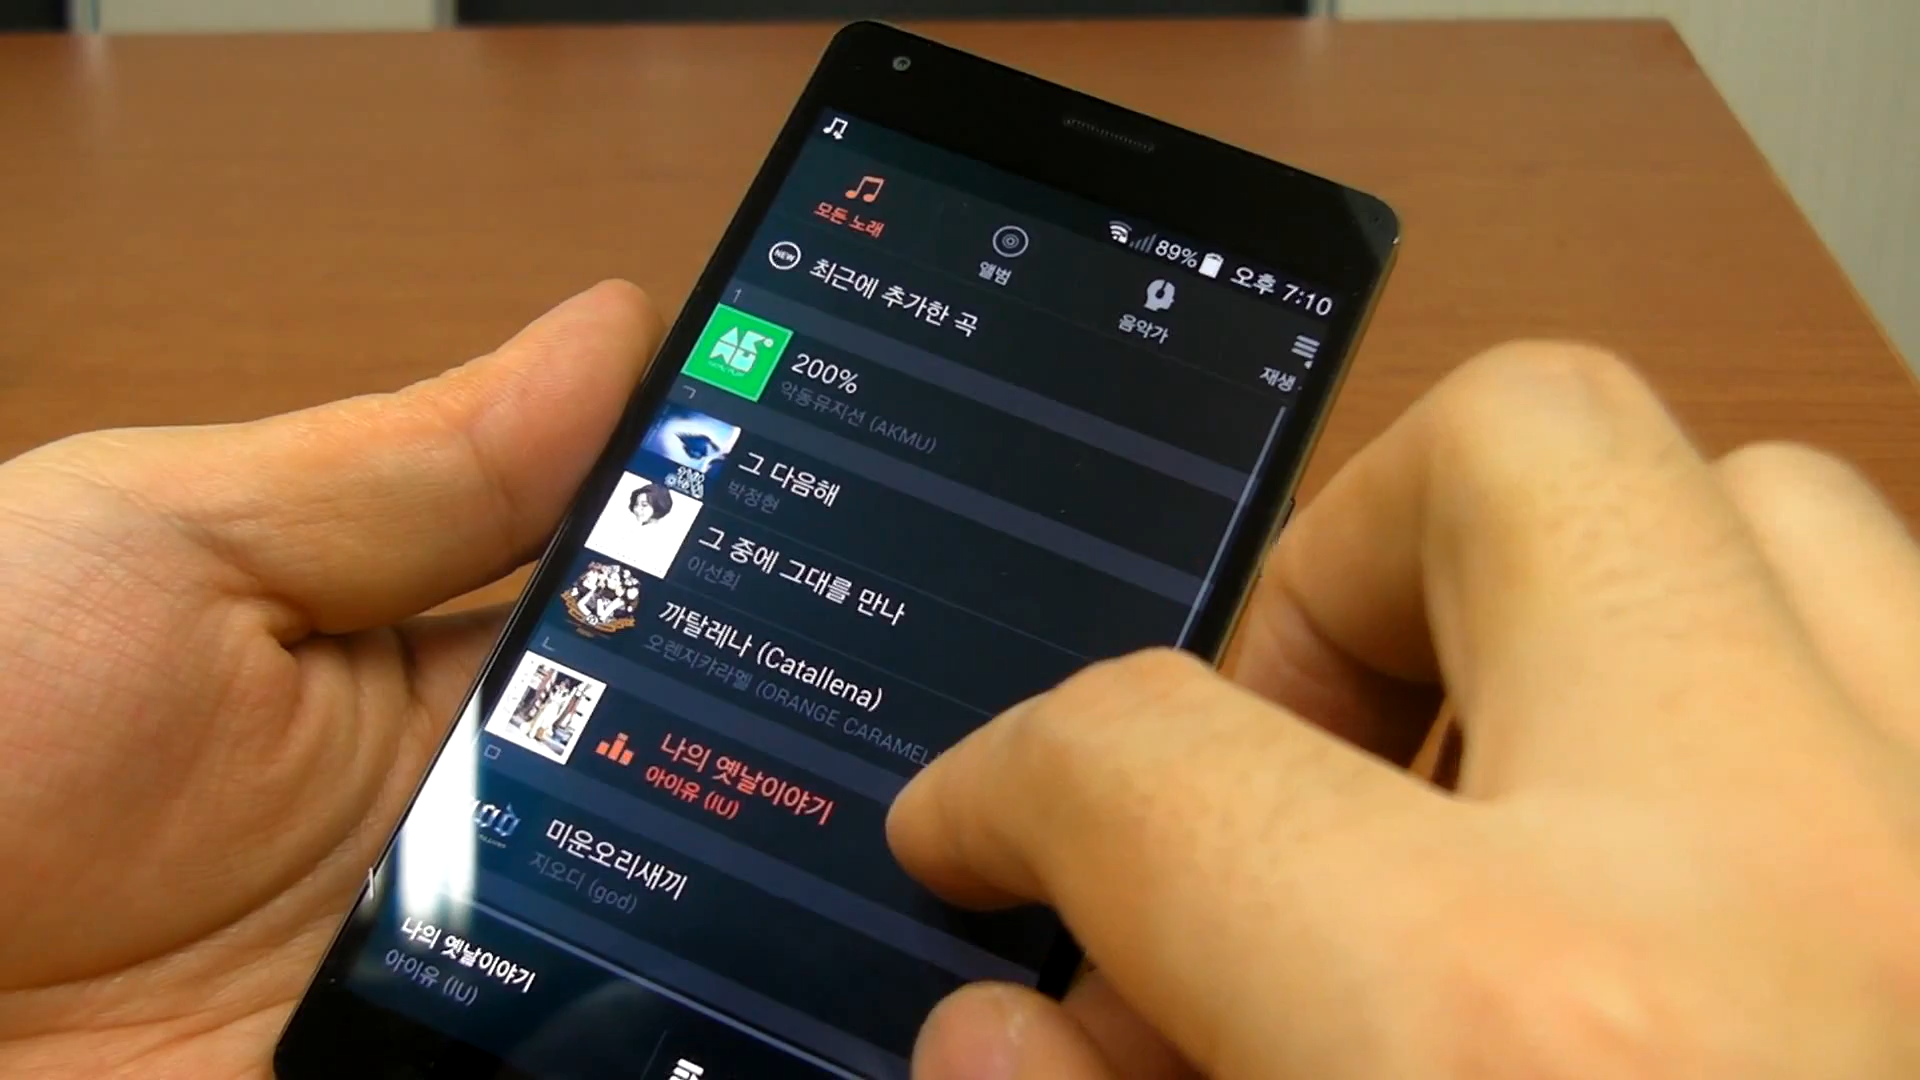 89% 오후 7:10
모든 노래
앨범
음악가
재생
NEW 최근에 추가한 곡
1
200%
악동뮤지션 (AKMU)
ㄱ
그 다음해
박정현
그 중에 그대를 만나
이선희
까탈레나 (Catallena)
오렌지캬라멜 (ORANGE CARAMEL
ㄴ
나의 옛날이야기
아이유 (IU)
ㅁ
미운오리새끼
지오디 (god)
나의 옛날이야기
아이유 (IU)